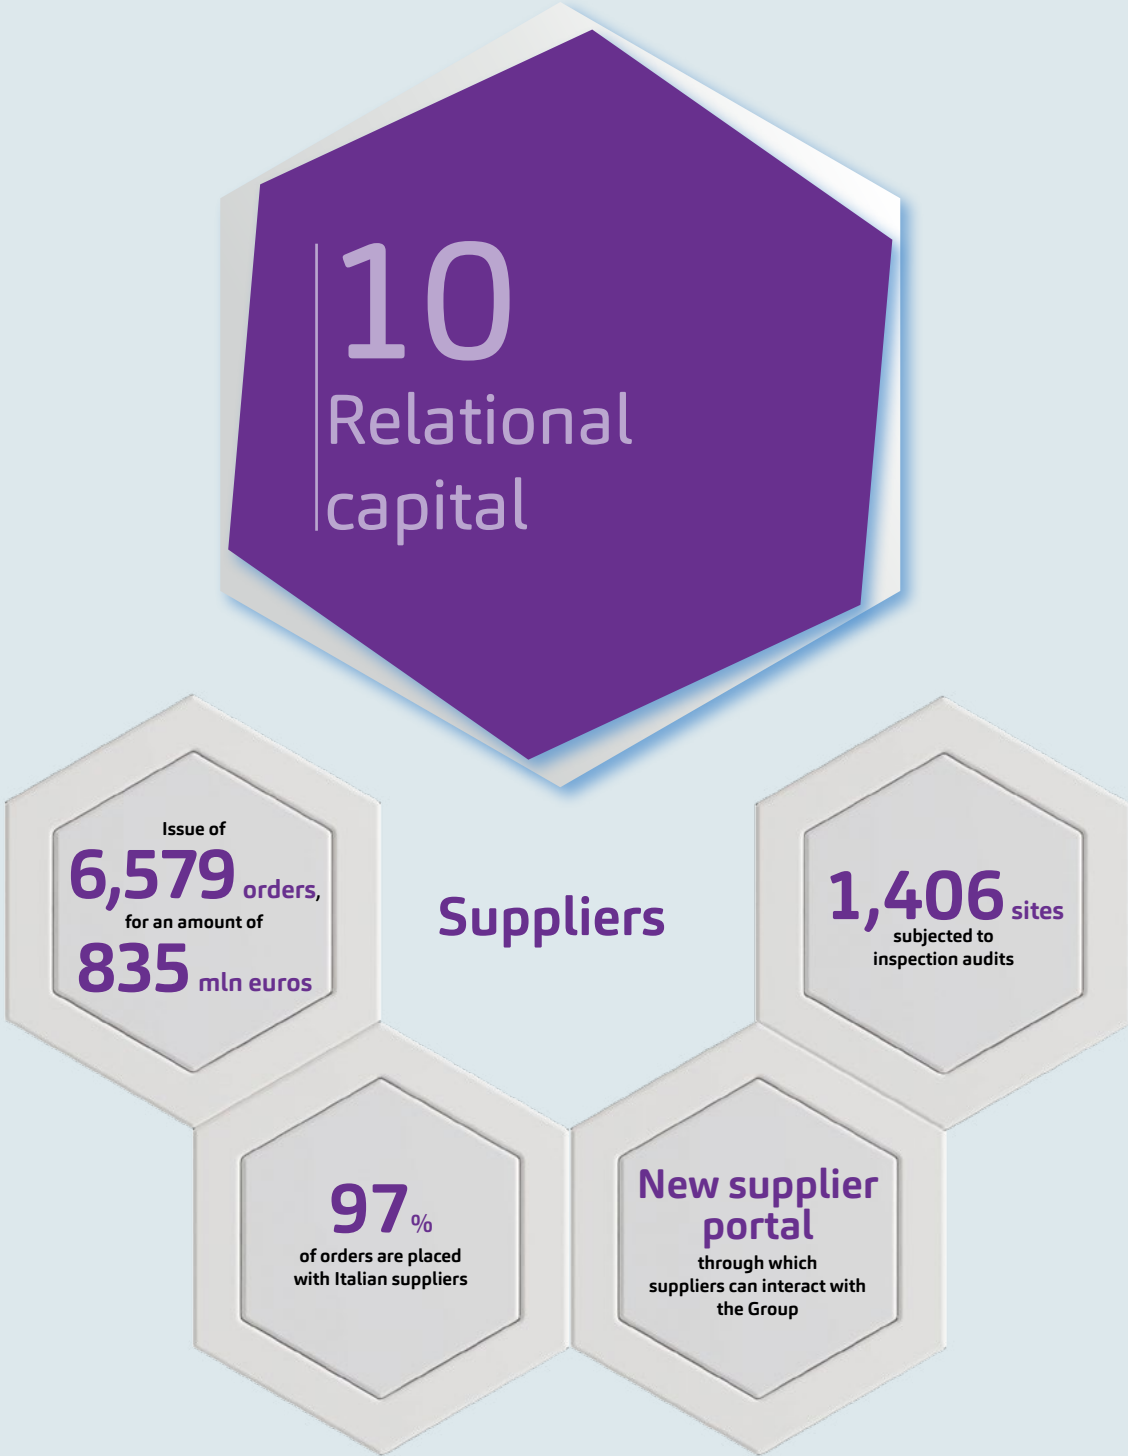 10
Relational
capital
Issue of
6,579 orders,
for an amount of
835 mln euros
Suppliers
1,406 sites
subjected to
inspection audits
97%
of orders are placed
with Italian suppliers
New supplier
portal
through which
suppliers can interact with
the Group